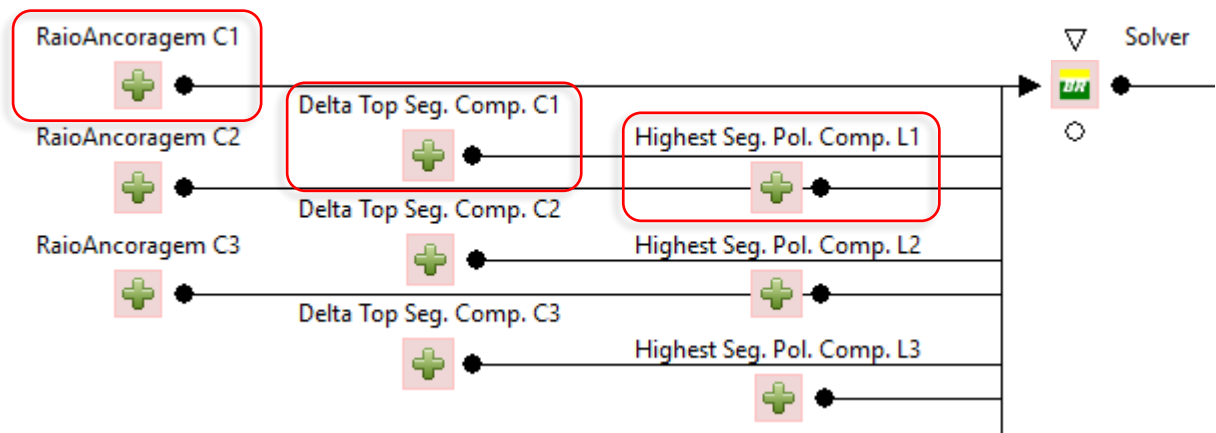 RaioAncoragem C1
Solver
BR
Delta Top Seg. Comp. C1
RaioAncoragem C2
Highest Seg. Pol. Comp. L1
Delta Top Seg. Comp. C2
RaioAncoragem C3
Highest Seg. Pol. Comp. L2
Delta Top Seg. Comp. C3
Highest Seg. Pol. Comp. L3